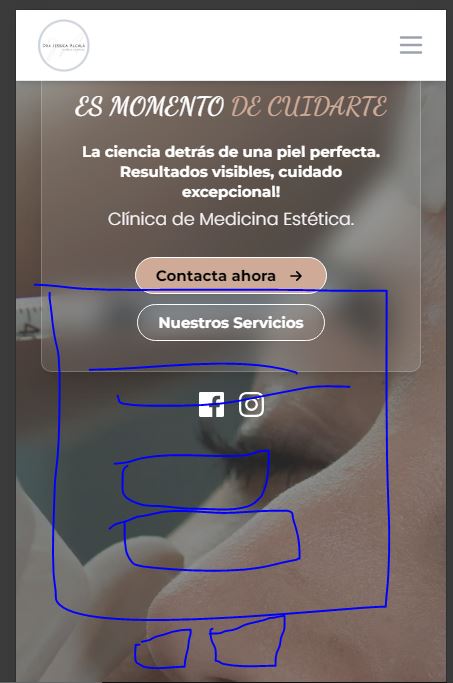 DRA JESSICA ALCALA
ES MOMENTO DE CUIDARTE
La ciencia detrás de una piel perfecta.
Resultados visibles, cuidado
excepcional!
Clínica de Medicina Estética.
Contacta ahora →
Nuestros Servicios